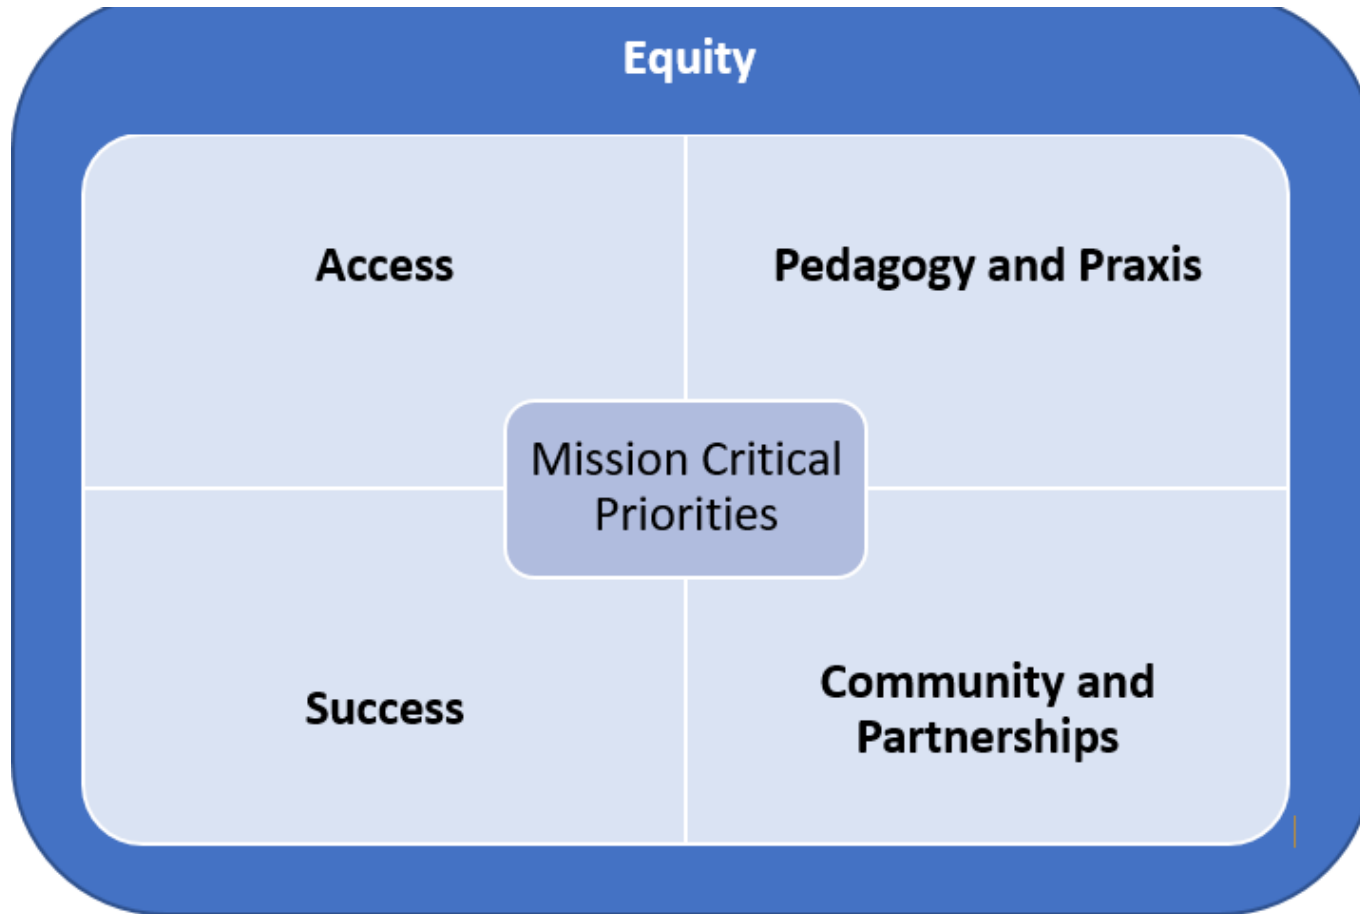 Equity
Access
Pedagogy and Praxis
Mission Critical
Priorities
Success
Community and
Partnerships